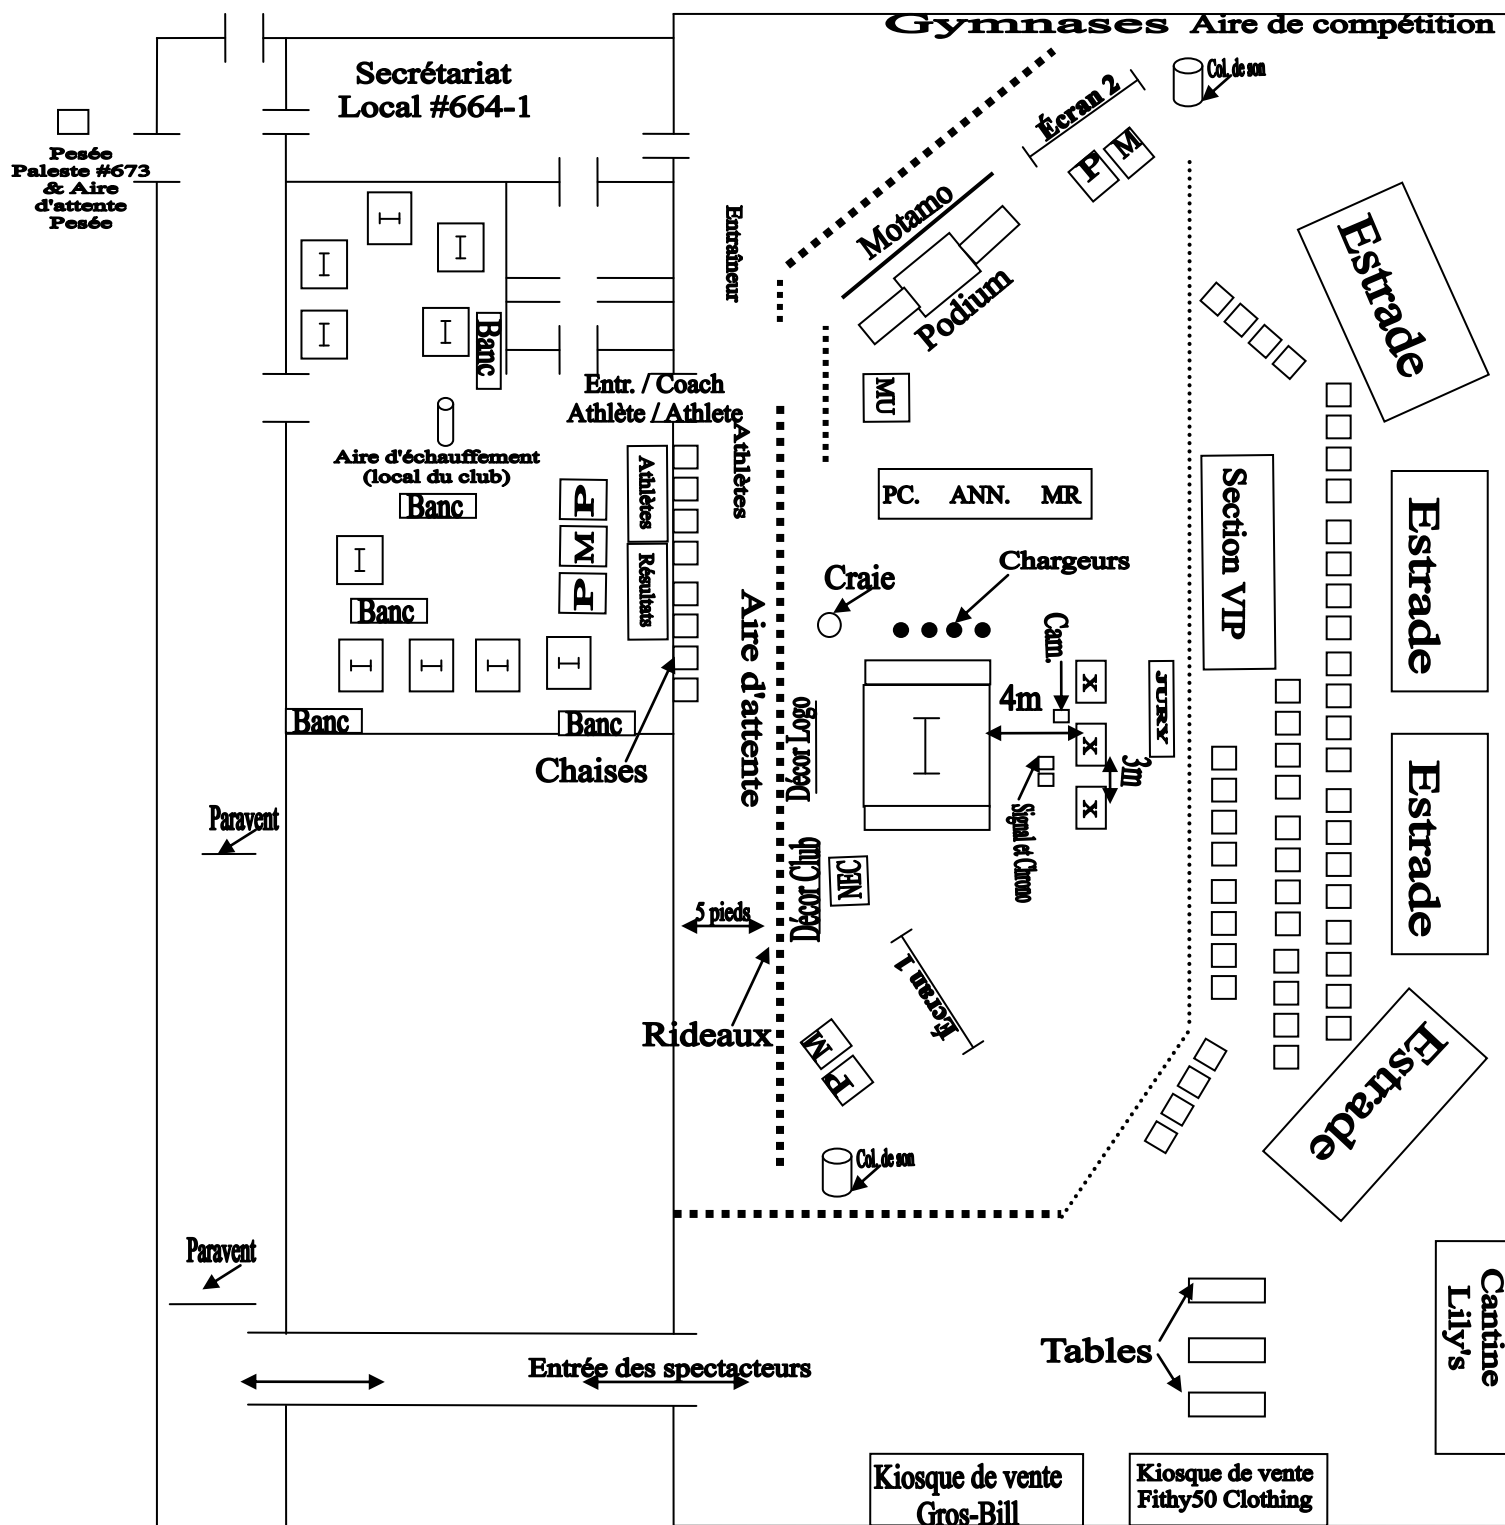 Gymnases Aire de compétition
Secrétariat
Local #664-1
Col. de son
Écran 2
P
M
Pesée
Paleste #673
& Aire
d'attente
Pesée
Entraîneur
Motamo
Podium
Estrade
Banc
Entr. / Coach
Athlète / Athlete
MU
Athlètes
Aire d'échauffement
(local du club)
Banc
P
M
P
Athlètes
Résultats
PC. ANN. MR
Section VIP
Estrade
Craie
Chargeurs
Banc
Aire d'attente
Cam.
X
X
X
JURY
4m
3m
Décor Logo
Signal et Chrono
Banc
Banc
Chaises
Estrade
Paravent
Décor Club
CNEC
5 pieds
Écran 1
Rideaux
M
P
Estrade
Col. de son
Paravent
Cantine
Lily's
Tables
Entrée des spectacteurs
Kiosque de vente
Gros-Bill
Kiosque de vente
Fithy50 Clothing